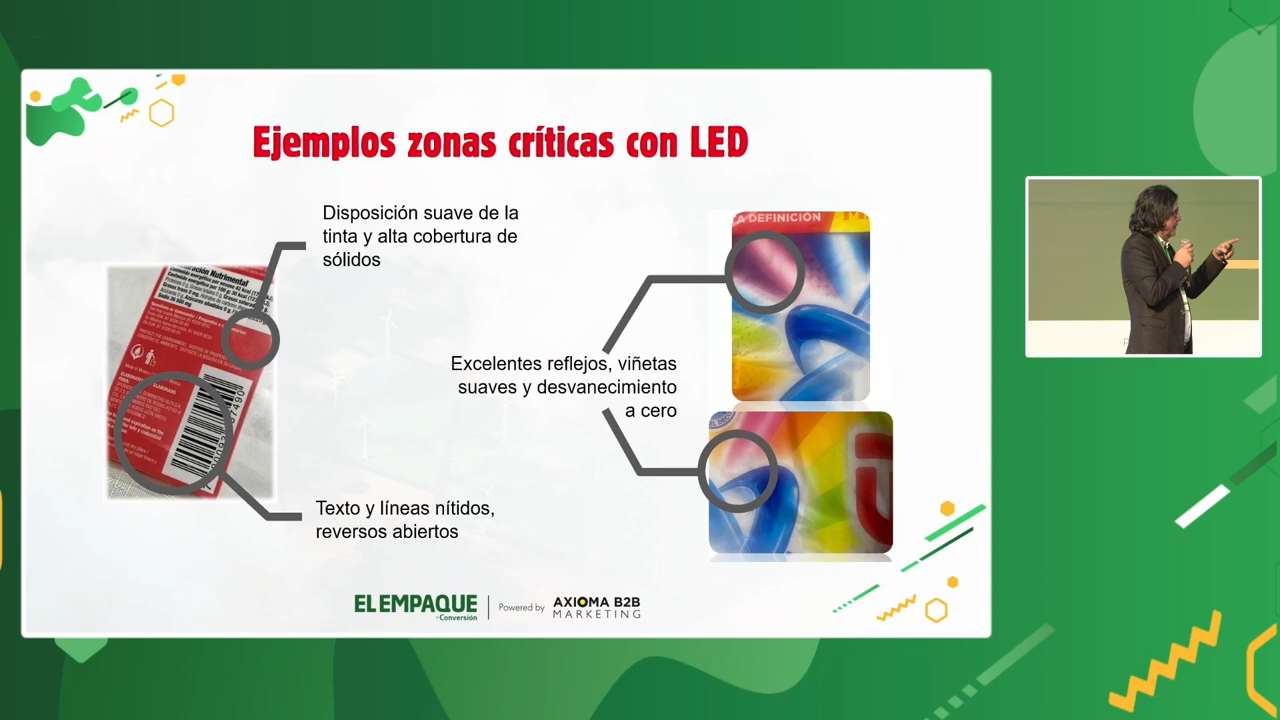 Ejemplos zonas críticas con LED
Disposición suave de la
tinta y alta cobertura de
sólidos
A DEFINICIÓN
Excelentes reflejos, viñetas
suaves y desvanecimiento
a cero
Texto y líneas nítidos,
reversos abiertos
EL EMPAQUE
+Conversión
Powered by
AXIOMA B2B
MARKETING